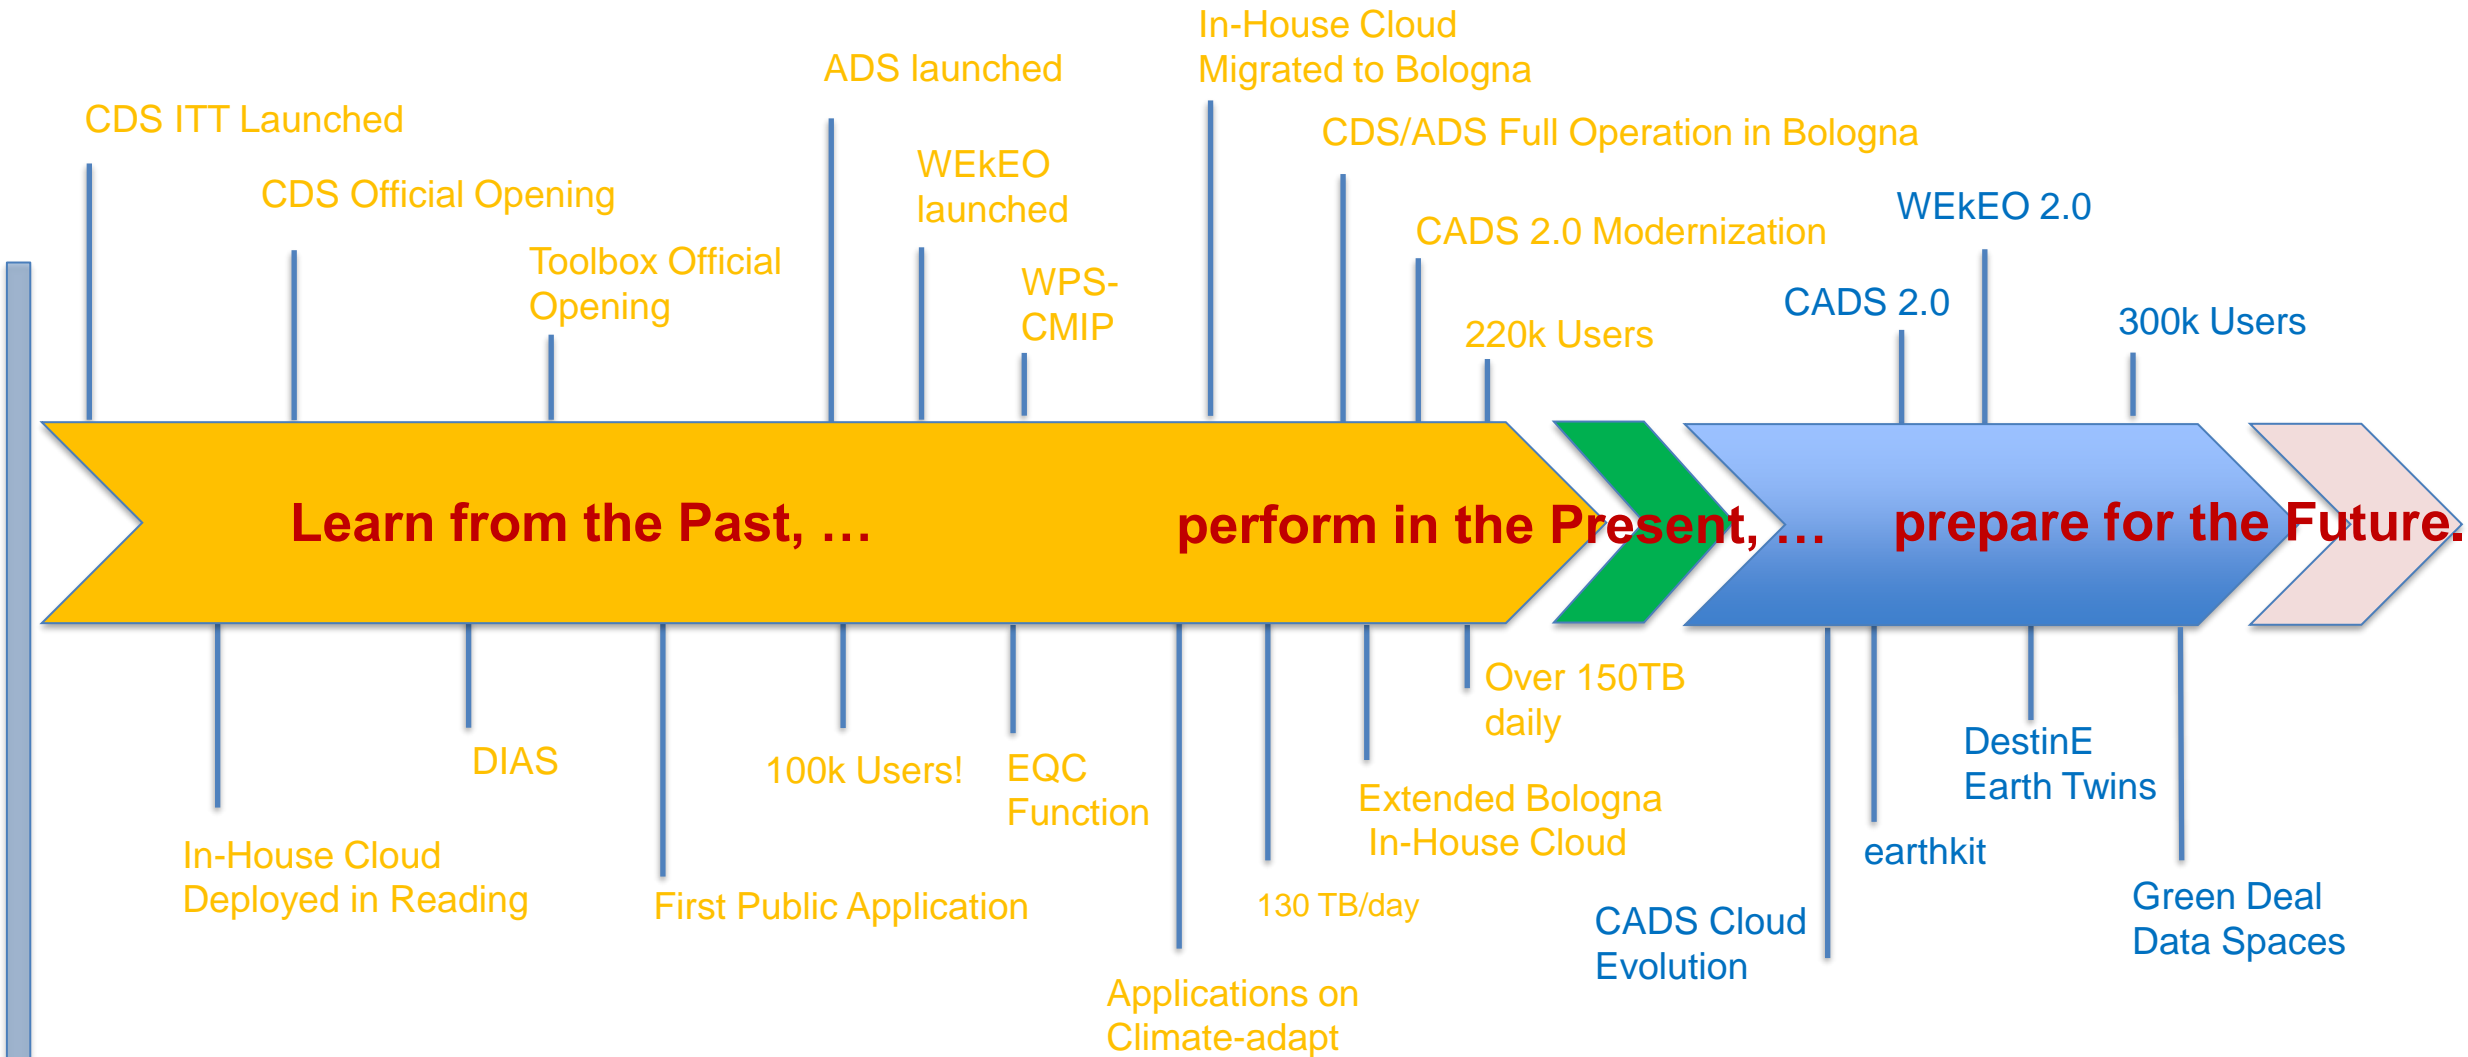 In-House Cloud
Migrated to Bologna
ADS launched
CDS ITT Launched
CDS/ADS Full Operation in Bologna
WEkEO
launched
CDS Official Opening
WEkEO 2.0
CADS 2.0 Modernization
Toolbox Official
Opening
WPS-
CMIP
CADS 2.0
220k Users
300k Users
Learn from the Past, … perform in the Present, … prepare for the Future.
Over 150TB
daily
DIAS
100k Users!
EQC
Function
DestinE
Earth Twins
Extended Bologna
In-House Cloud
In-House Cloud
Deployed in Reading
earthkit
First Public Application
130 TB/day
CADS Cloud
Evolution
Green Deal
Data Spaces
Applications on
Climate-adapt